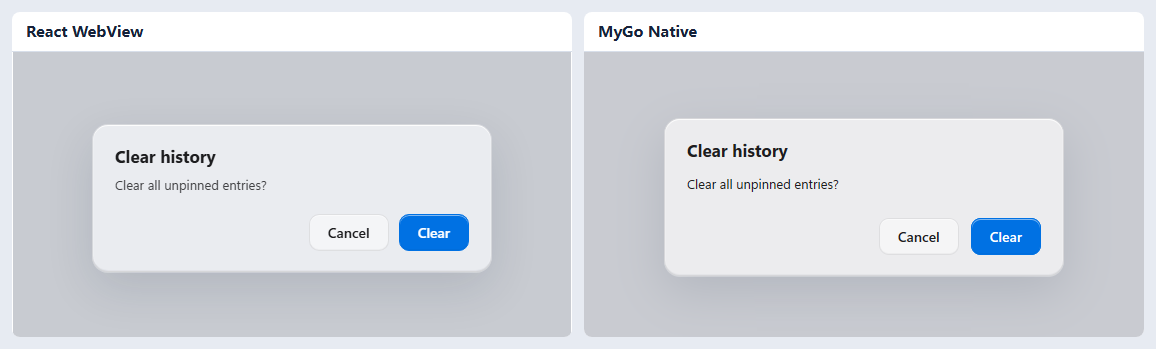 React WebView
Clear history
Clear all unpinned entries?
Cancel
Clear
MyGo Native
Clear history
Clear all unpinned entries?
Cancel
Clear